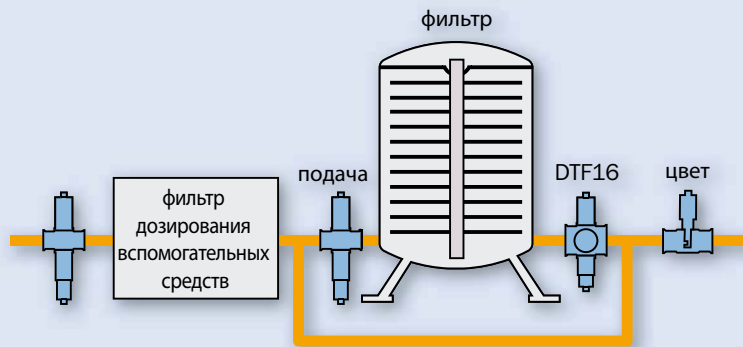 фильтр
подача
DTF16
цвет
фильтр
дозирования
вспомогательных
средств